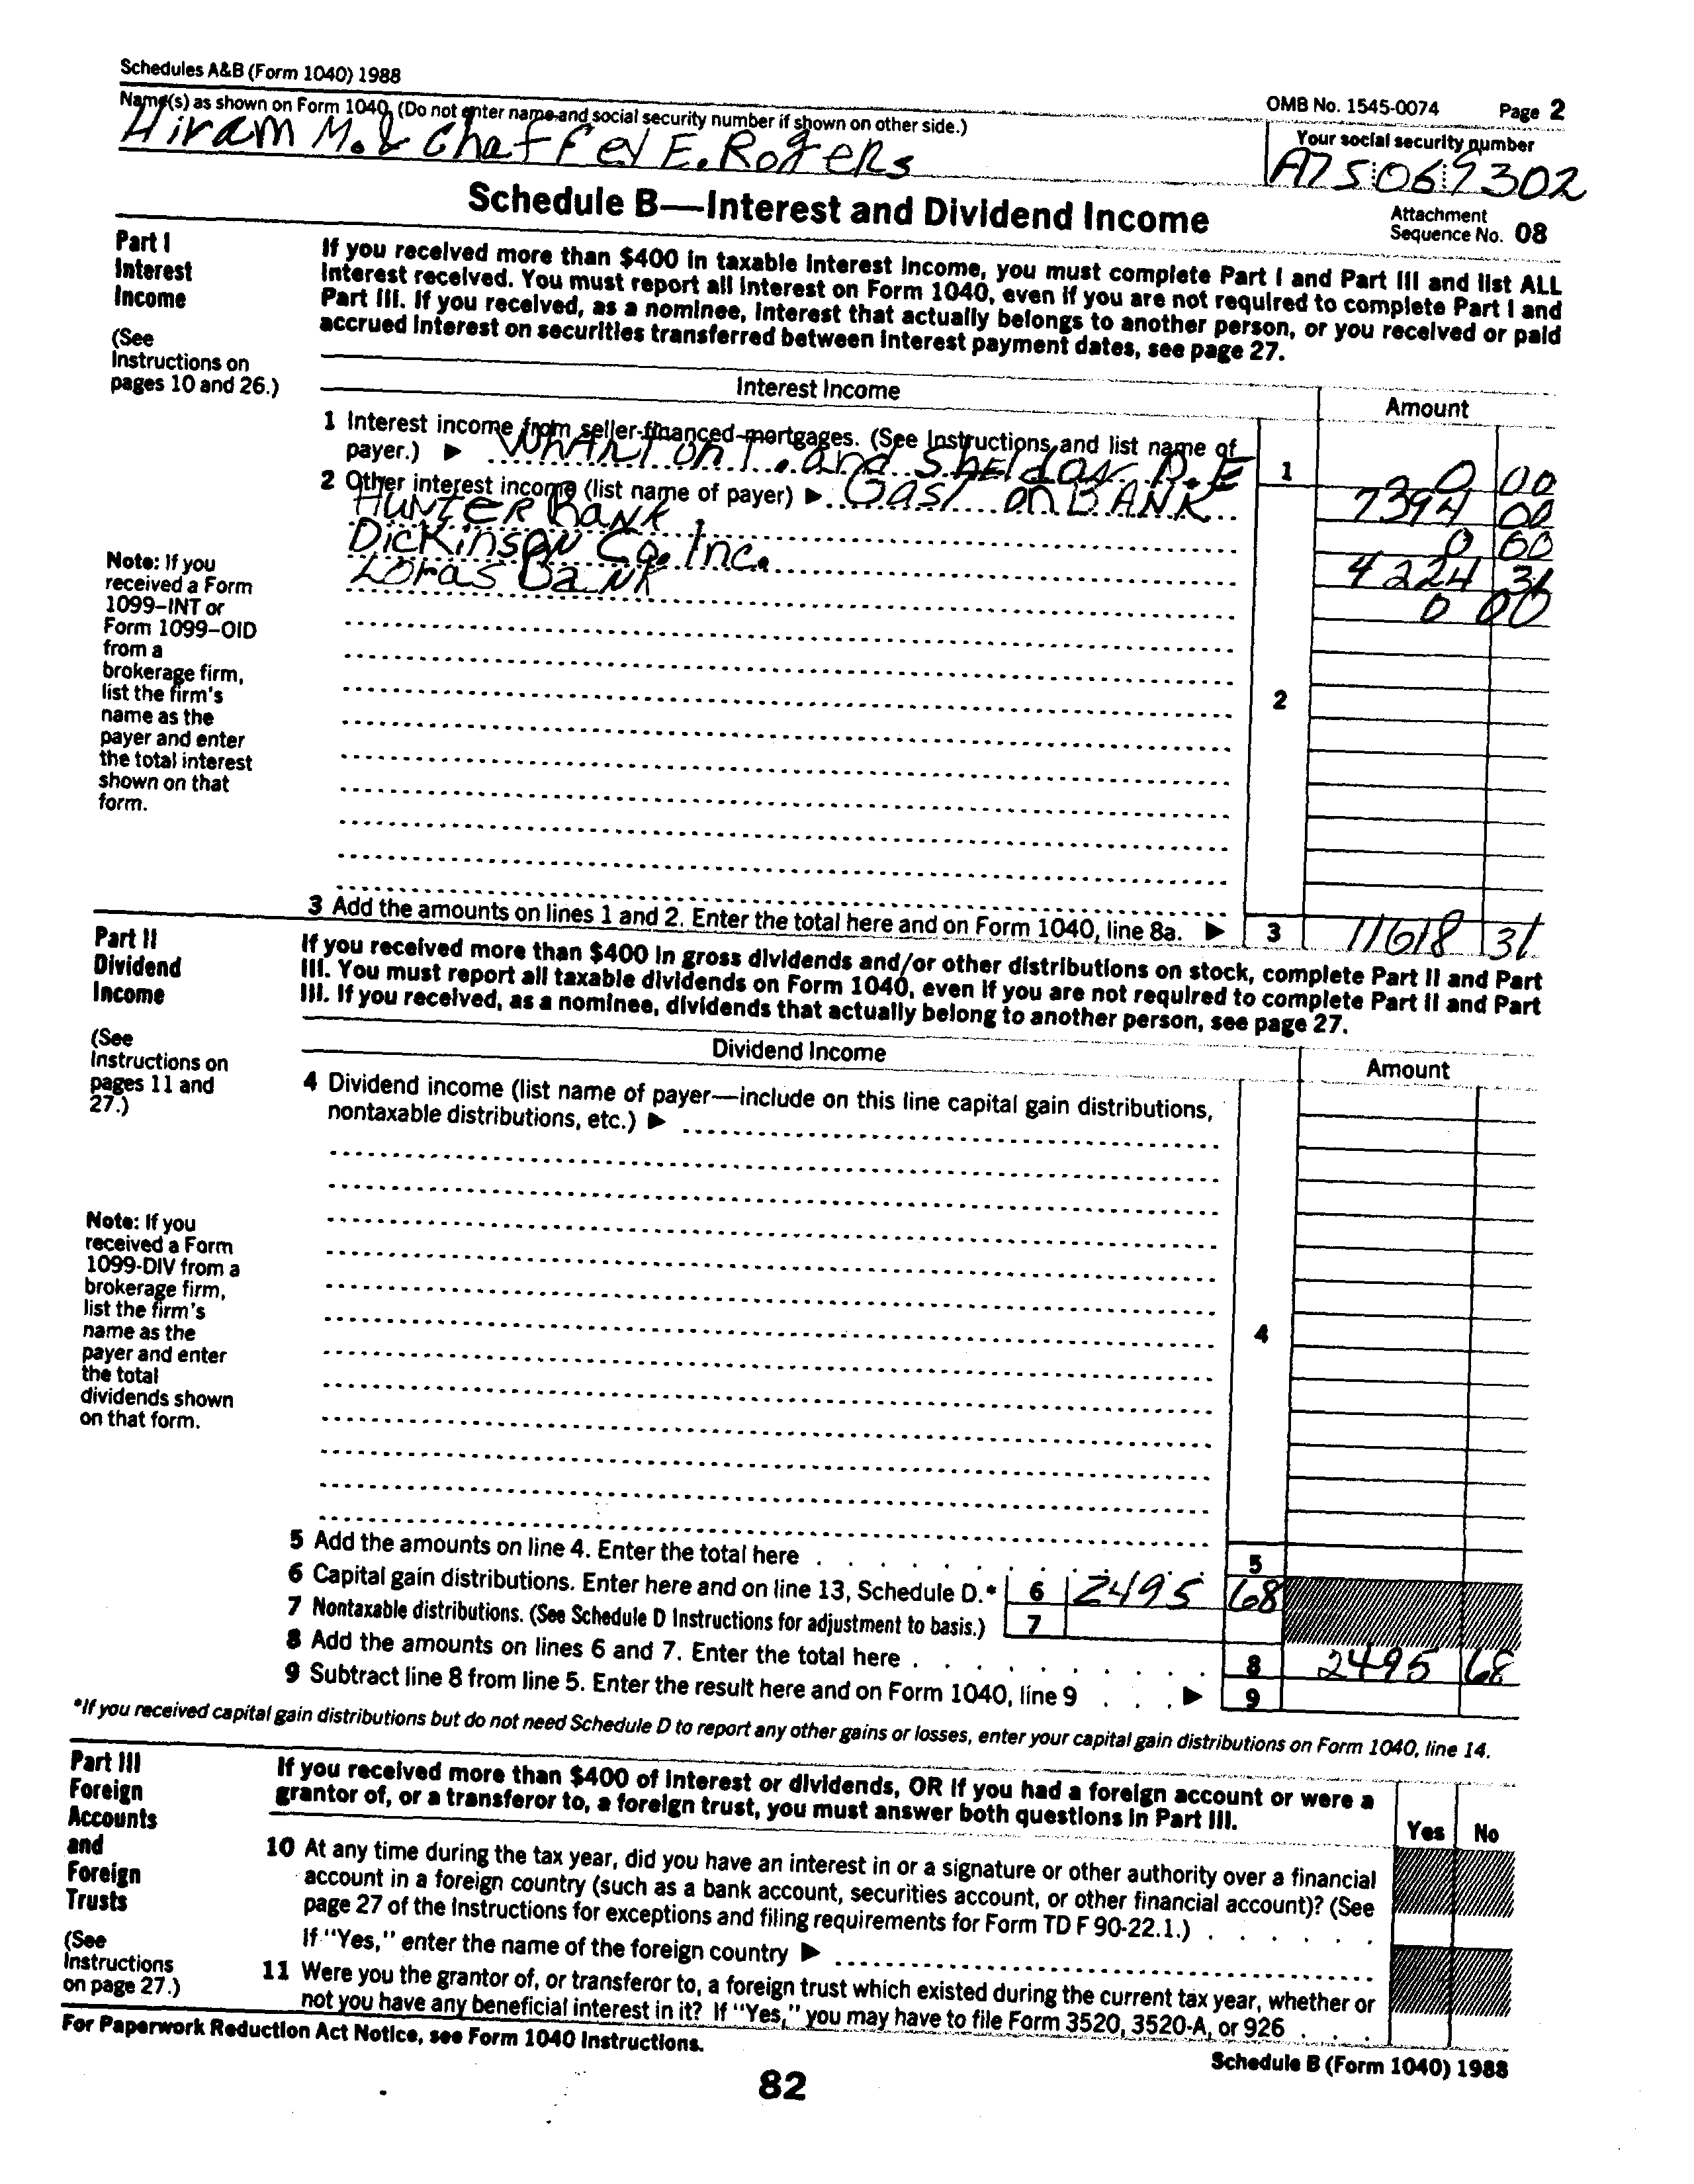 Schedules A&B (Form 1040) 1988
OMB No. 1545-0074 Page 2
Name(s) as shown on Form 1040. (Do not enter name and social security number if shown on other side.)
Your social security number
Hiram M. & Chaffey E. Rogers
A75 06 9302
Schedule B—Interest and Dividend Income
Attachment
Sequence No. 08
Part I
Interest
Income
(See
Instructions on
pages 10 and 26.)
If you received more than $400 in taxable interest income, you must complete Part I and Part III and list ALL
interest received. You must report all interest on Form 1040, even if you are not required to complete Part I and
Part III. If you received, as a nominee, interest that actually belongs to another person, or you received or paid
accrued interest on securities transferred between interest payment dates, see page 27.
Interest Income
Amount
1 Interest income from seller-financed mortgages. (See Instructions and list name of
payer.) ▶ WhARTon T. and SheLDON D.E
1 0 00
2 Other interest income (list name of payer) ▶ GasT on BANK
7394 00
HUNTER BaNK
0 00
DicKinsoN Co. Inc.
4224 31
Loras BaNK
0 00
2
Note: If you
received a Form
1099–INT or
Form 1099–OID
from a
brokerage firm,
list the firm's
name as the
payer and enter
the total interest
shown on that
form.
3 Add the amounts on lines 1 and 2. Enter the total here and on Form 1040, line 8a. ▶ 3 11618 31
Part II
Dividend
Income
(See
Instructions on
pages 11 and
27.)
If you received more than $400 in gross dividends and/or other distributions on stock, complete Part II and Part
III. You must report all taxable dividends on Form 1040, even if you are not required to complete Part II and Part
III. If you received, as a nominee, dividends that actually belong to another person, see page 27.
Dividend Income
Amount
4 Dividend income (list name of payer—include on this line capital gain distributions,
nontaxable distributions, etc.) ▶
4
Note: If you
received a Form
1099-DIV from a
brokerage firm,
list the firm's
name as the
payer and enter
the total
dividends shown
on that form.
5 Add the amounts on line 4. Enter the total here . . . . . . . . 5
6 Capital gain distributions. Enter here and on line 13, Schedule D.* 6 2495 68
7 Nontaxable distributions. (See Schedule D Instructions for adjustment to basis.) 7
8 Add the amounts on lines 6 and 7. Enter the total here . . . . . . . . . . 8 2495 68
9 Subtract line 8 from line 5. Enter the result here and on Form 1040, line 9 . . . ▶ 9
*If you received capital gain distributions but do not need Schedule D to report any other gains or losses, enter your capital gain distributions on Form 1040, line 14.
Part III
Foreign
Accounts
and
Foreign
Trusts
(See
Instructions
on page 27.)
If you received more than $400 of interest or dividends, OR if you had a foreign account or were a
grantor of, or a transferor to, a foreign trust, you must answer both questions in Part III.
Yes No
10 At any time during the tax year, did you have an interest in or a signature or other authority over a financial
account in a foreign country (such as a bank account, securities account, or other financial account)? (See
page 27 of the Instructions for exceptions and filing requirements for Form TD F 90-22.1.) . . . . . .
If "Yes," enter the name of the foreign country ▶
11 Were you the grantor of, or transferor to, a foreign trust which existed during the current tax year, whether or
not you have any beneficial interest in it? If "Yes," you may have to file Form 3520, 3520-A, or 926 . . .
For Paperwork Reduction Act Notice, see Form 1040 Instructions.
Schedule B (Form 1040) 1988
82